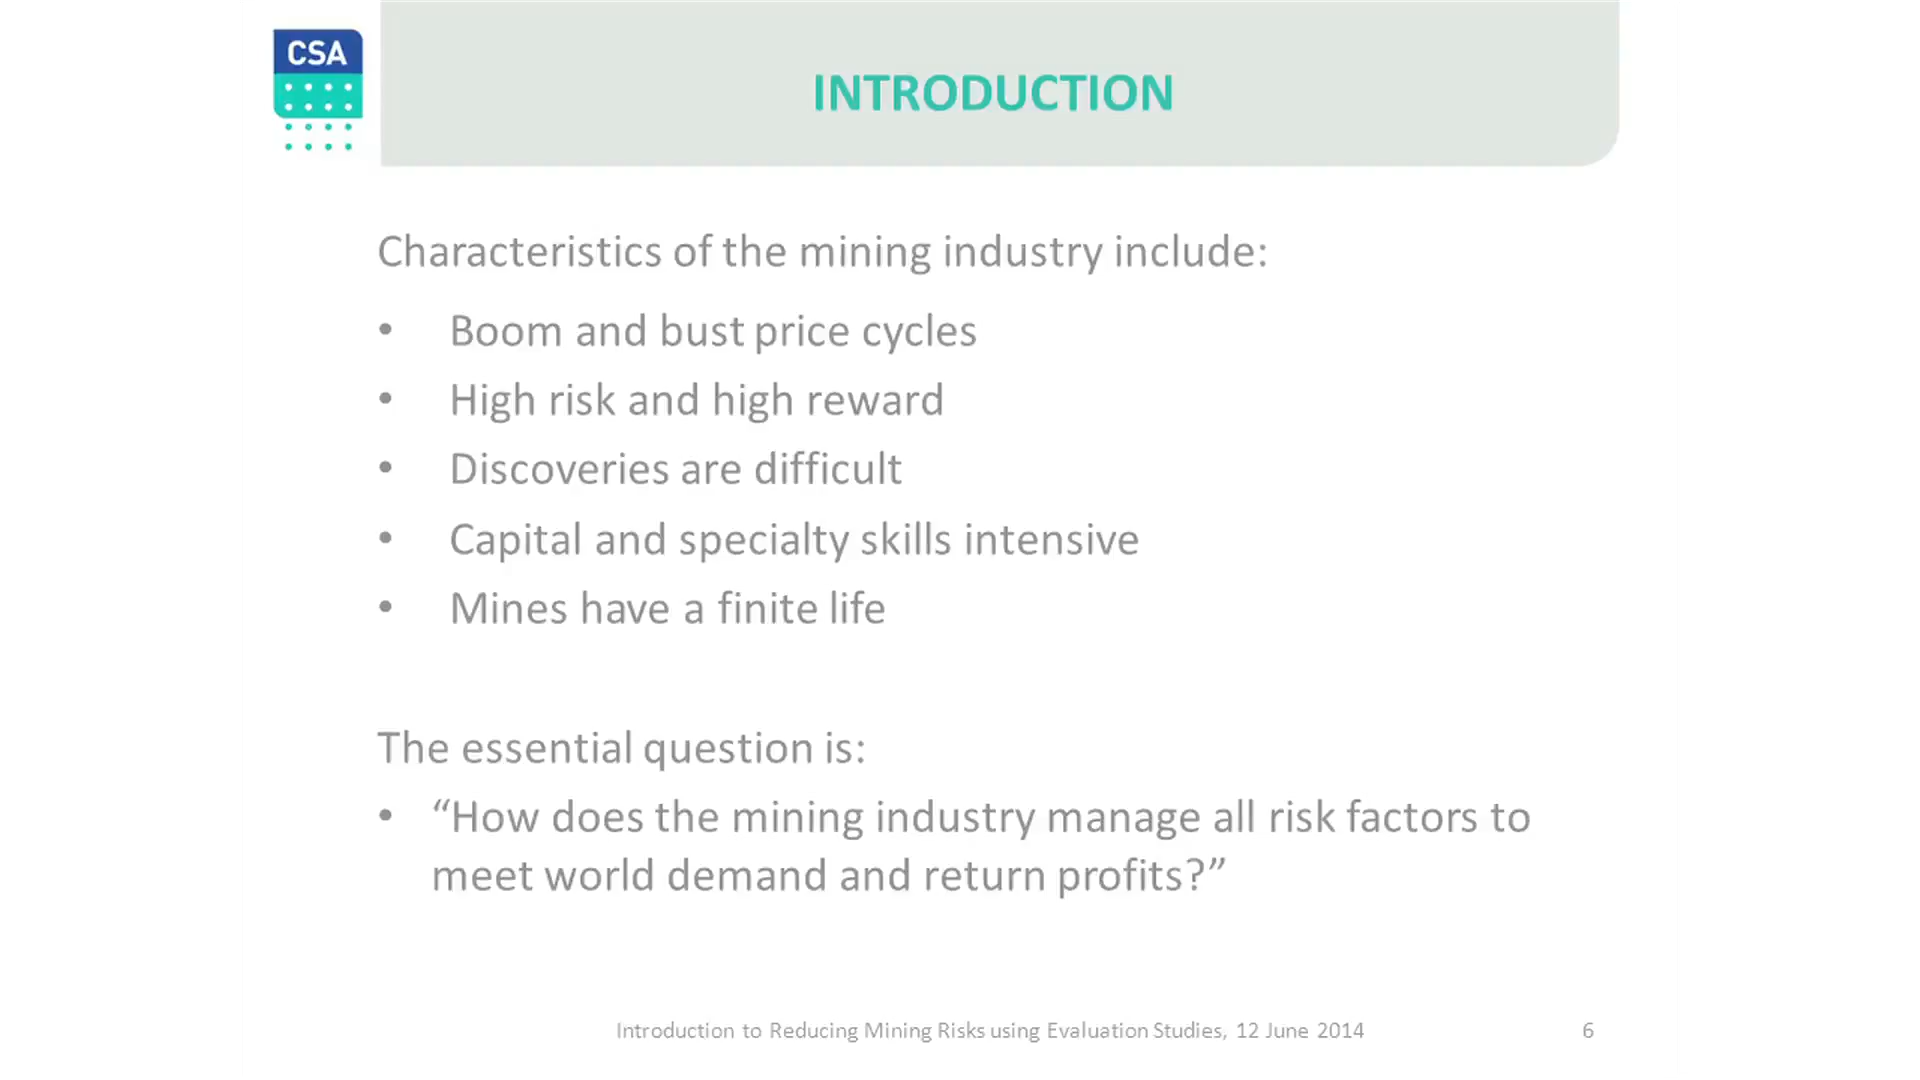 CSA
INTRODUCTION
Characteristics of the mining industry include:
• Boom and bust price cycles
• High risk and high reward
• Discoveries are difficult
• Capital and specialty skills intensive
• Mines have a finite life
The essential question is:
• “How does the mining industry manage all risk factors to
meet world demand and return profits?”
Introduction to Reducing Mining Risks using Evaluation Studies, 12 June 2014
6